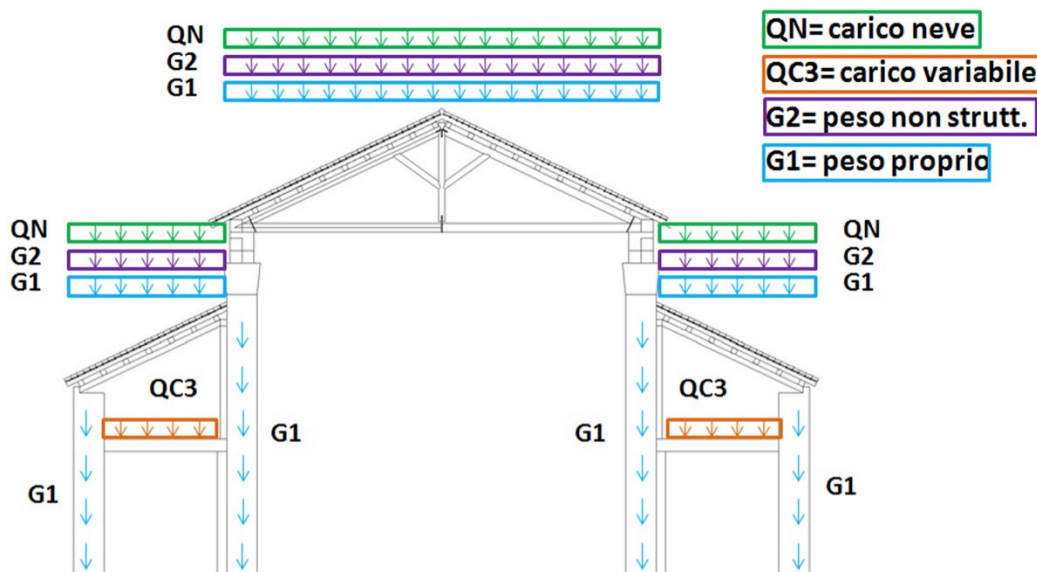 QN
G2
G1
QN= carico neve
QC3= carico variabile
G2= peso non strutt.
G1= peso proprio
QN
G2
G1
QN
G2
G1
QC3
QC3
G1
G1
G1
G1